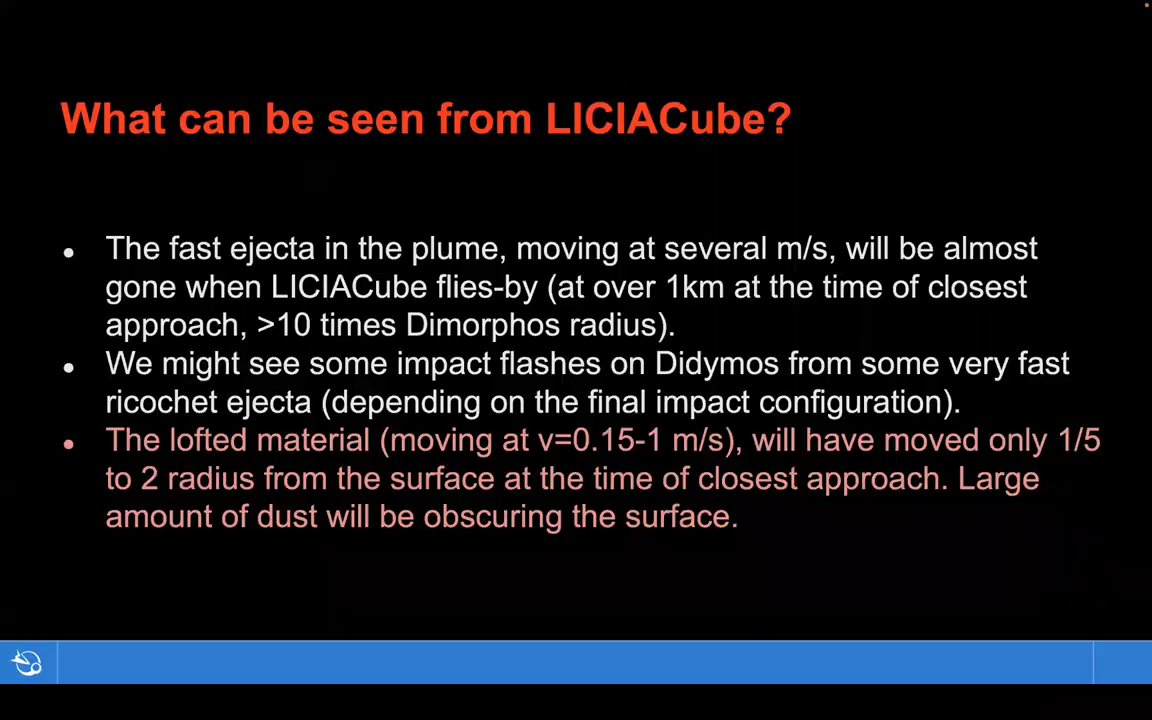 What can be seen from LICIACube?
● The fast ejecta in the plume, moving at several m/s, will be almost
gone when LICIACube flies-by (at over 1km at the time of closest
approach, >10 times Dimorphos radius).
● We might see some impact flashes on Didymos from some very fast
ricochet ejecta (depending on the final impact configuration).
● The lofted material (moving at v=0.15-1 m/s), will have moved only 1/5
to 2 radius from the surface at the time of closest approach. Large
amount of dust will be obscuring the surface.